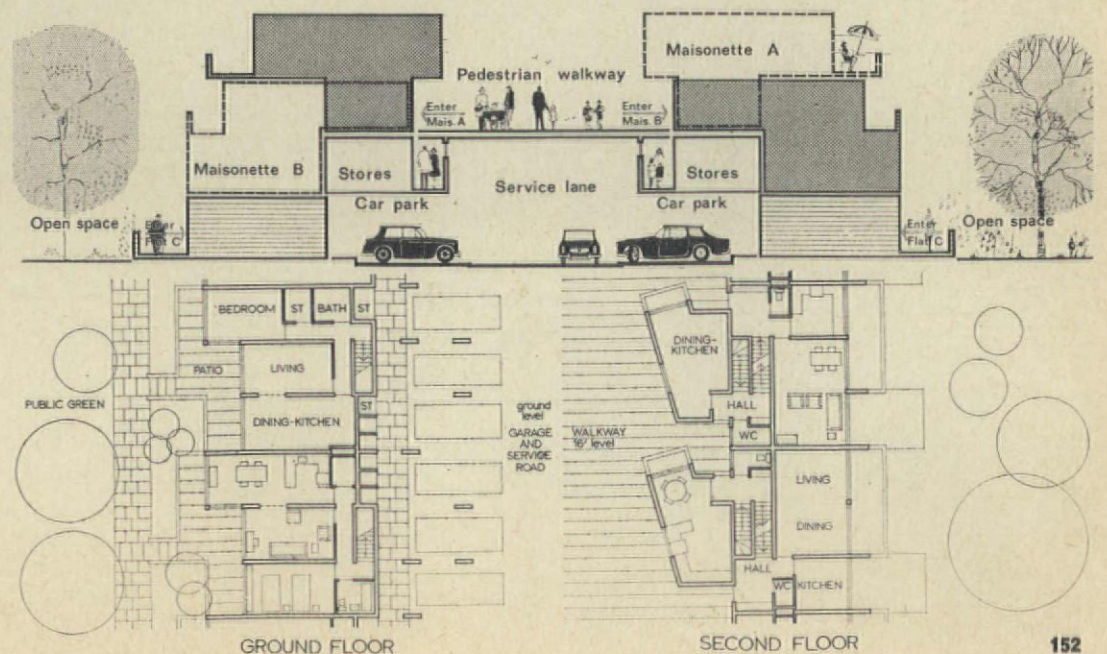 Maisonette A
Pedestrian walkway
Enter
Mais. A
Enter
Mais. B
Maisonette B
Stores
Service lane
Stores
Car park
Car park
Open space
Enter
Flat C
Enter
Flat C
Open space
BEDROOM
ST
BATH
ST
PATIO
LIVING
PUBLIC GREEN
DINING-KITCHEN
ST
ground
level
GARAGE
AND
SERVICE
ROAD
WALKWAY
16' level
DINING-
KITCHEN
HALL
WC
LIVING
DINING
HALL
WC
KITCHEN
GROUND FLOOR
SECOND FLOOR
152